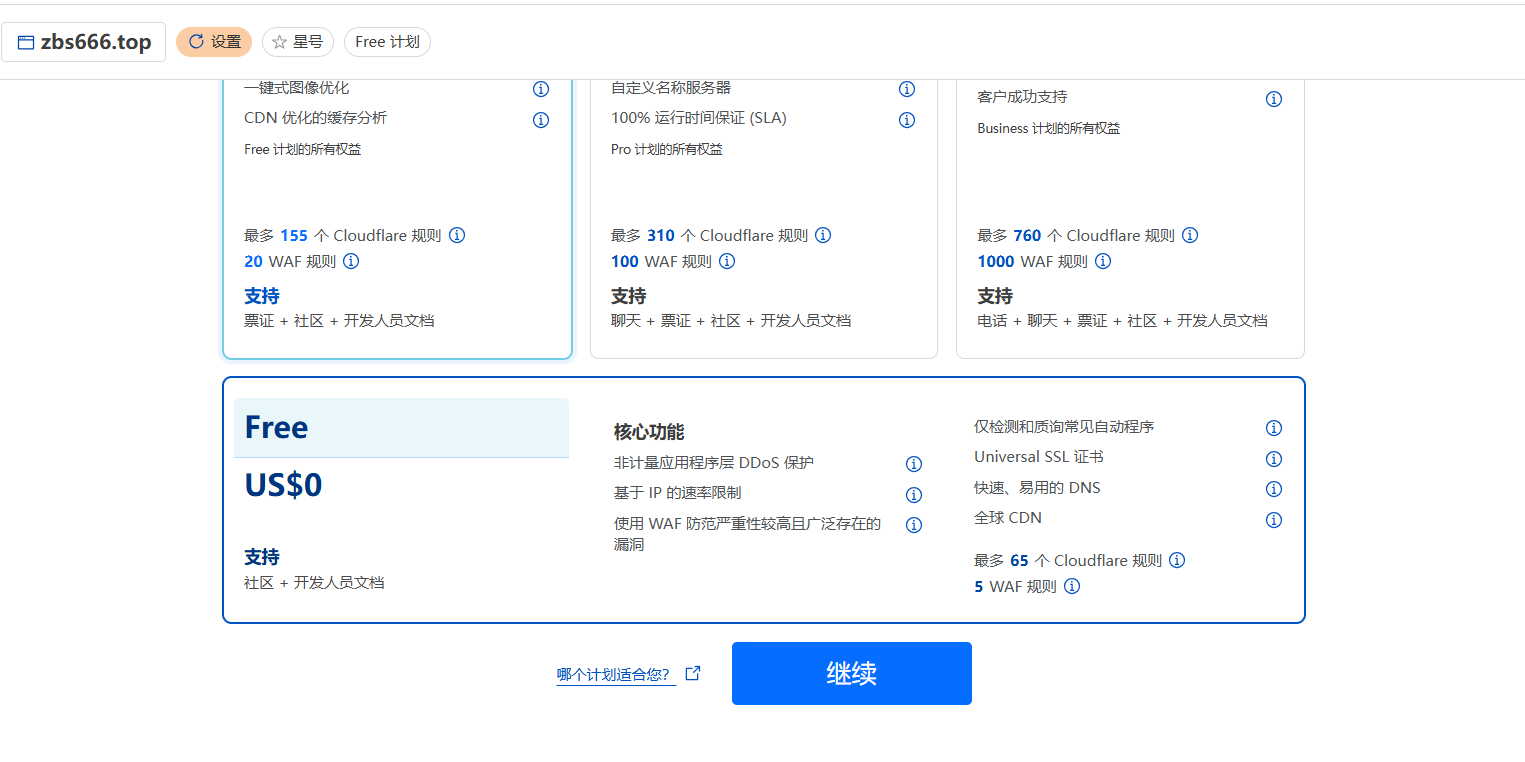 zbs666.top 设置 星号 Free 计划
一键式图像优化
CDN 优化的缓存分析
Free 计划的所有权益
最多 155 个 Cloudflare 规则
20 WAF 规则
支持
票证 + 社区 + 开发人员文档
自定义名称服务器
100% 运行时间保证 (SLA)
Pro 计划的所有权益
最多 310 个 Cloudflare 规则
100 WAF 规则
支持
聊天 + 票证 + 社区 + 开发人员文档
客户成功支持
Business 计划的所有权益
最多 760 个 Cloudflare 规则
1000 WAF 规则
支持
电话 + 聊天 + 票证 + 社区 + 开发人员文档
Free
US$0
支持
社区 + 开发人员文档
核心功能
非计量应用程序层 DDoS 保护
基于 IP 的速率限制
使用 WAF 防范严重性较高且广泛存在的
漏洞
仅检测和质询常见自动程序
Universal SSL 证书
快速、易用的 DNS
全球 CDN
最多 65 个 Cloudflare 规则
5 WAF 规则
哪个计划适合您?
继续